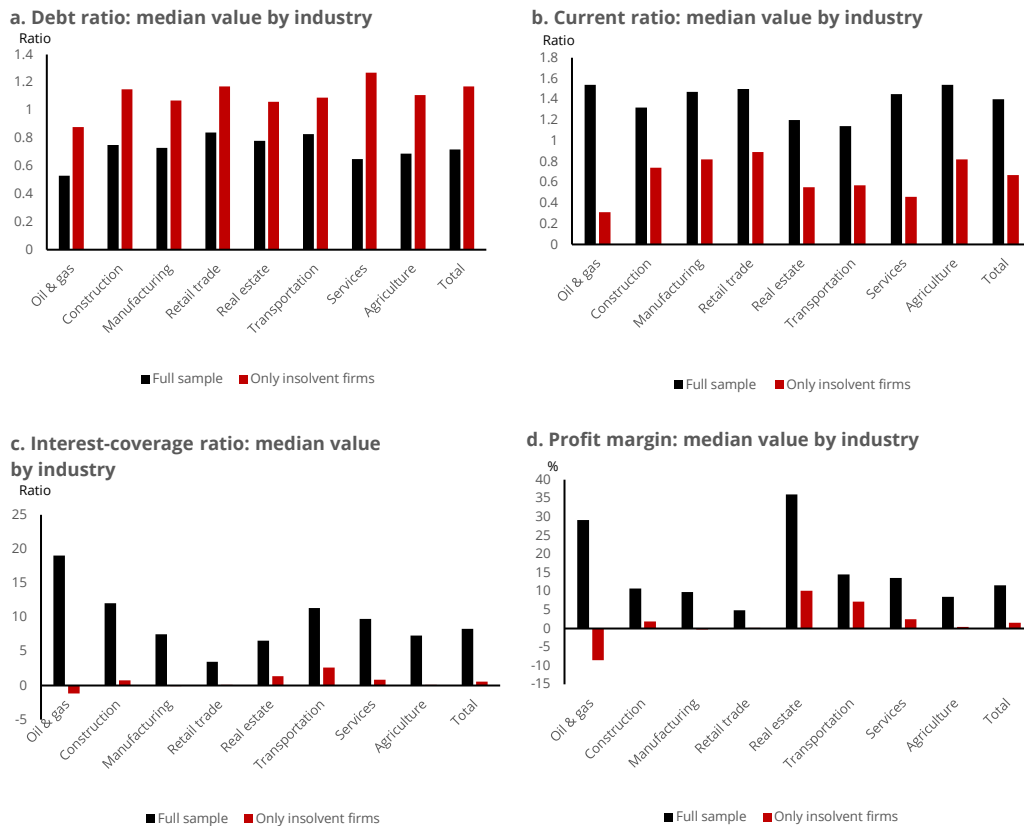 a. Debt ratio: median value by industry
Ratio
1.4
1.2
1
0.8
0.6
0.4
0.2
0
Oil & gas
Construction
Manufacturing
Retail trade
Real estate
Transportation
Services
Agriculture
Total
Full sample
Only insolvent firms
b. Current ratio: median value by industry
Ratio
1.8
1.6
1.4
1.2
1
0.8
0.6
0.4
0.2
0
Oil & gas
Construction
Manufacturing
Retail trade
Real estate
Transportation
Services
Agriculture
Total
Full sample
Only insolvent firms
c. Interest-coverage ratio: median value
by industry
Ratio
25
20
15
10
5
0
-5
Oil & gas
Construction
Manufacturing
Retail trade
Real estate
Transportation
Services
Agriculture
Total
Full sample
Only insolvent firms
d. Profit margin: median value by industry
%
40
35
30
25
20
15
10
5
0
-5
-10
-15
Oil & gas
Construction
Manufacturing
Retail trade
Real estate
Transportation
Services
Agriculture
Total
Full sample
Only insolvent firms